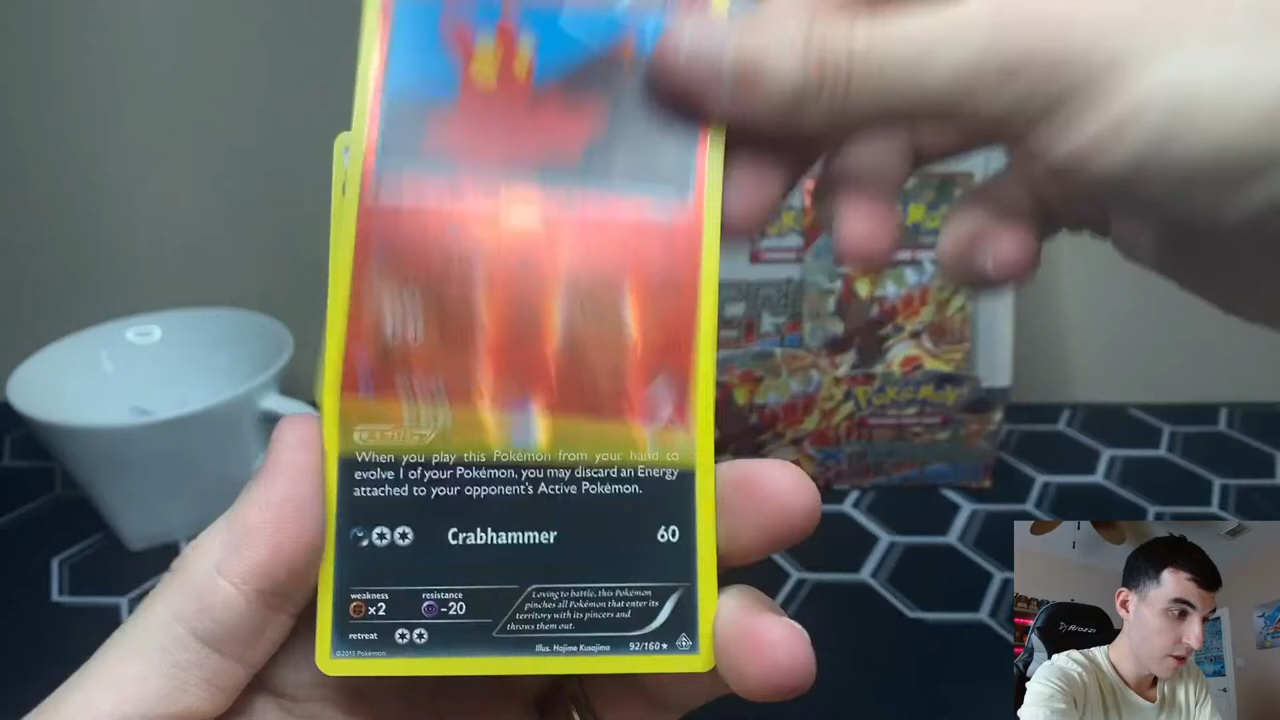 POKÉMON
Ability
When you play this Pokémon from your hand to
evolve 1 of your Pokémon, you may discard an Energy
attached to your opponent's Active Pokémon.
Crabhammer 60
weakness resistance
×2 -20
Loving to battle, this Pokémon
pinches all Pokémon that enter its
territory with its pincers and
throws them out.
retreat
©2015 Pokémon Illus. Hajime Kusajima 92/160★
Arozzi